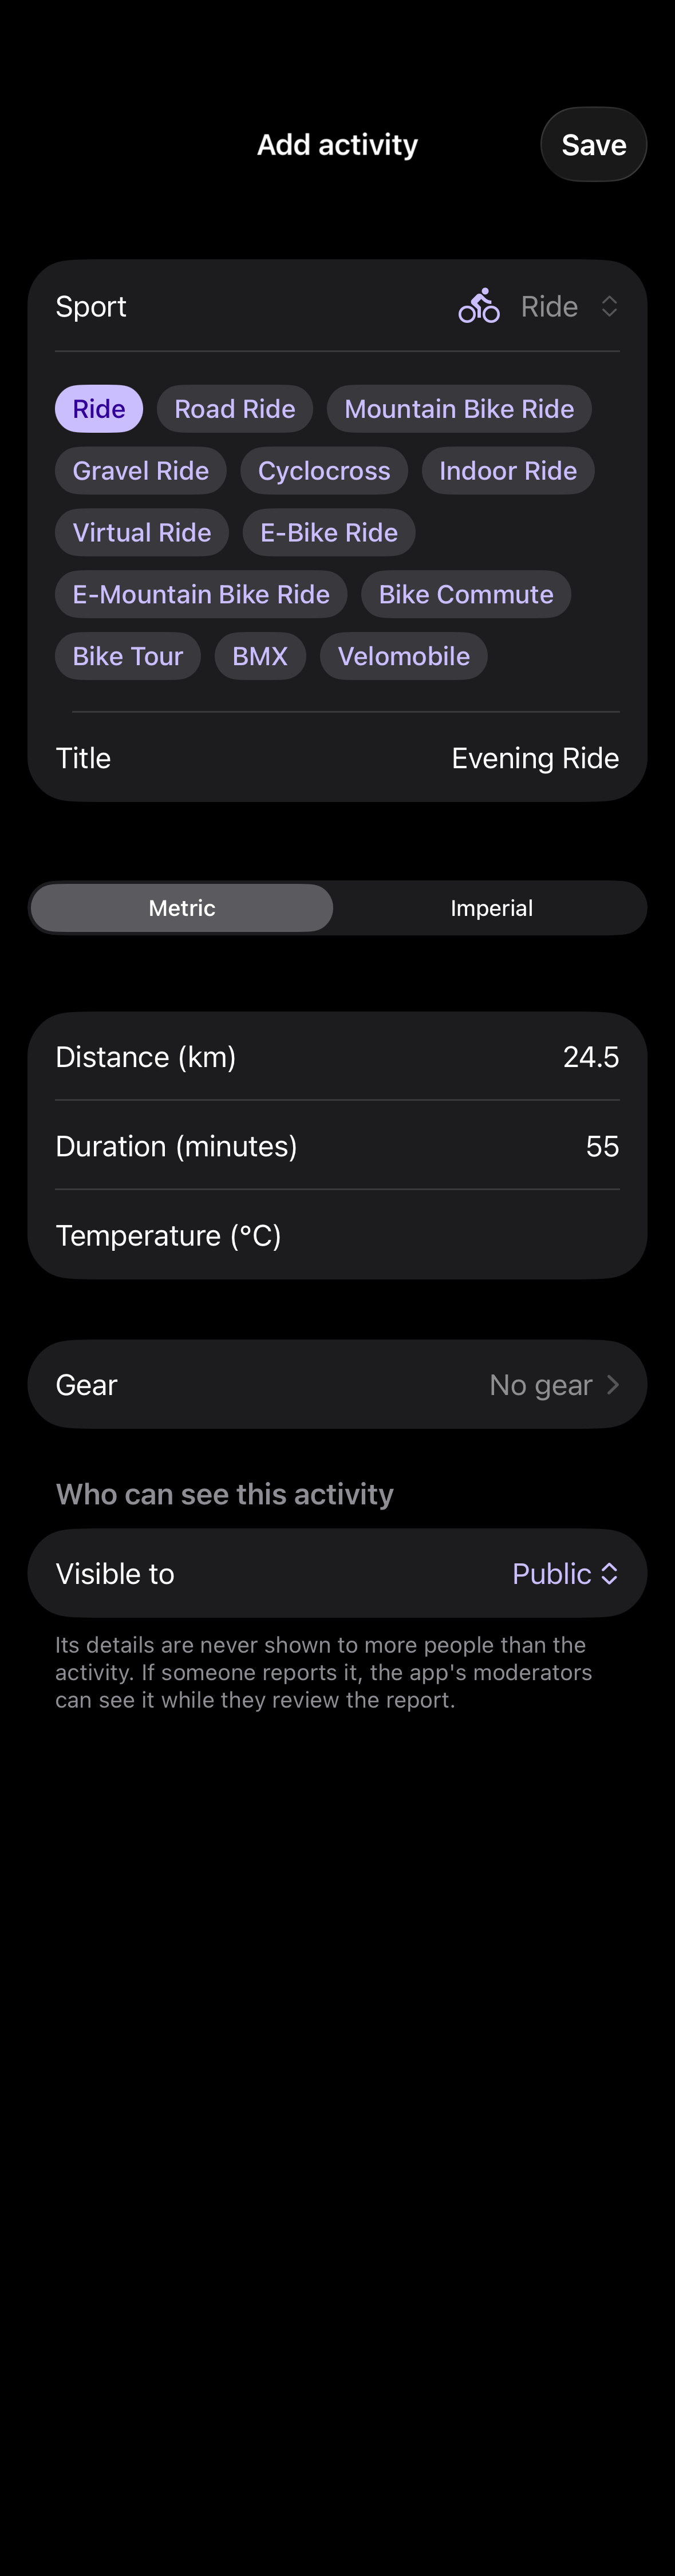 Add activity
Save
Sport
Ride
Ride
Road Ride
Mountain Bike Ride
Gravel Ride
Cyclocross
Indoor Ride
Virtual Ride
E-Bike Ride
E-Mountain Bike Ride
Bike Commute
Bike Tour
BMX
Velomobile
Title
Evening Ride
Metric
Imperial
Distance (km)
24.5
Duration (minutes)
55
Temperature (°C)
Gear
No gear
Who can see this activity
Visible to
Public
Its details are never shown to more people than the
activity. If someone reports it, the app's moderators
can see it while they review the report.